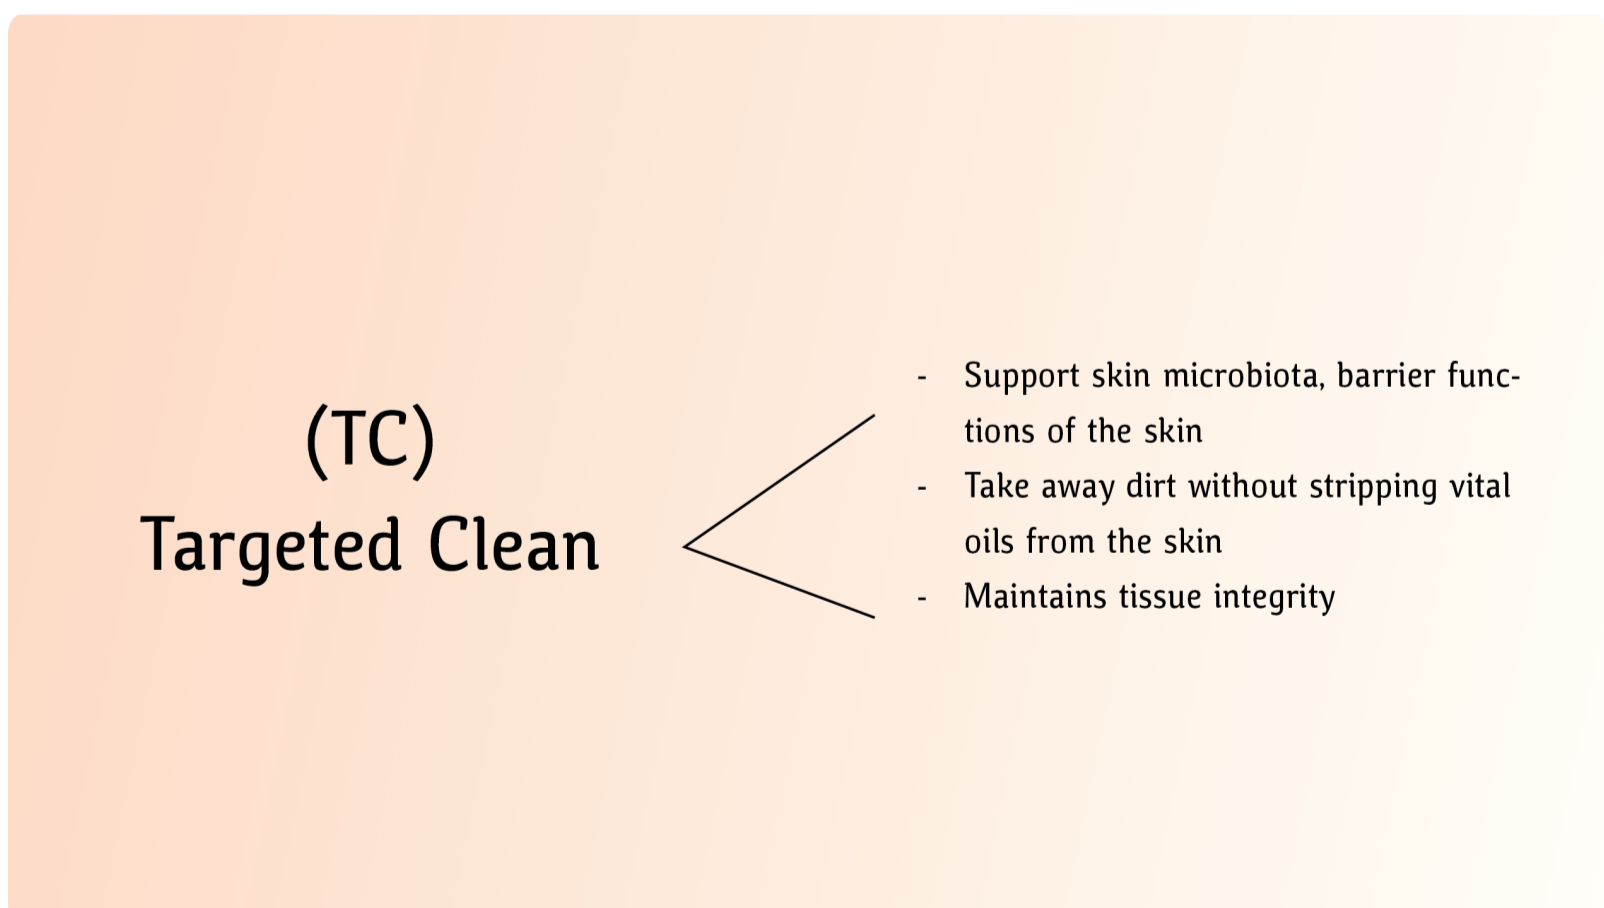 (TC)
Targeted Clean
- Support skin microbiota, barrier func-
tions of the skin
- Take away dirt without stripping vital
oils from the skin
- Maintains tissue integrity